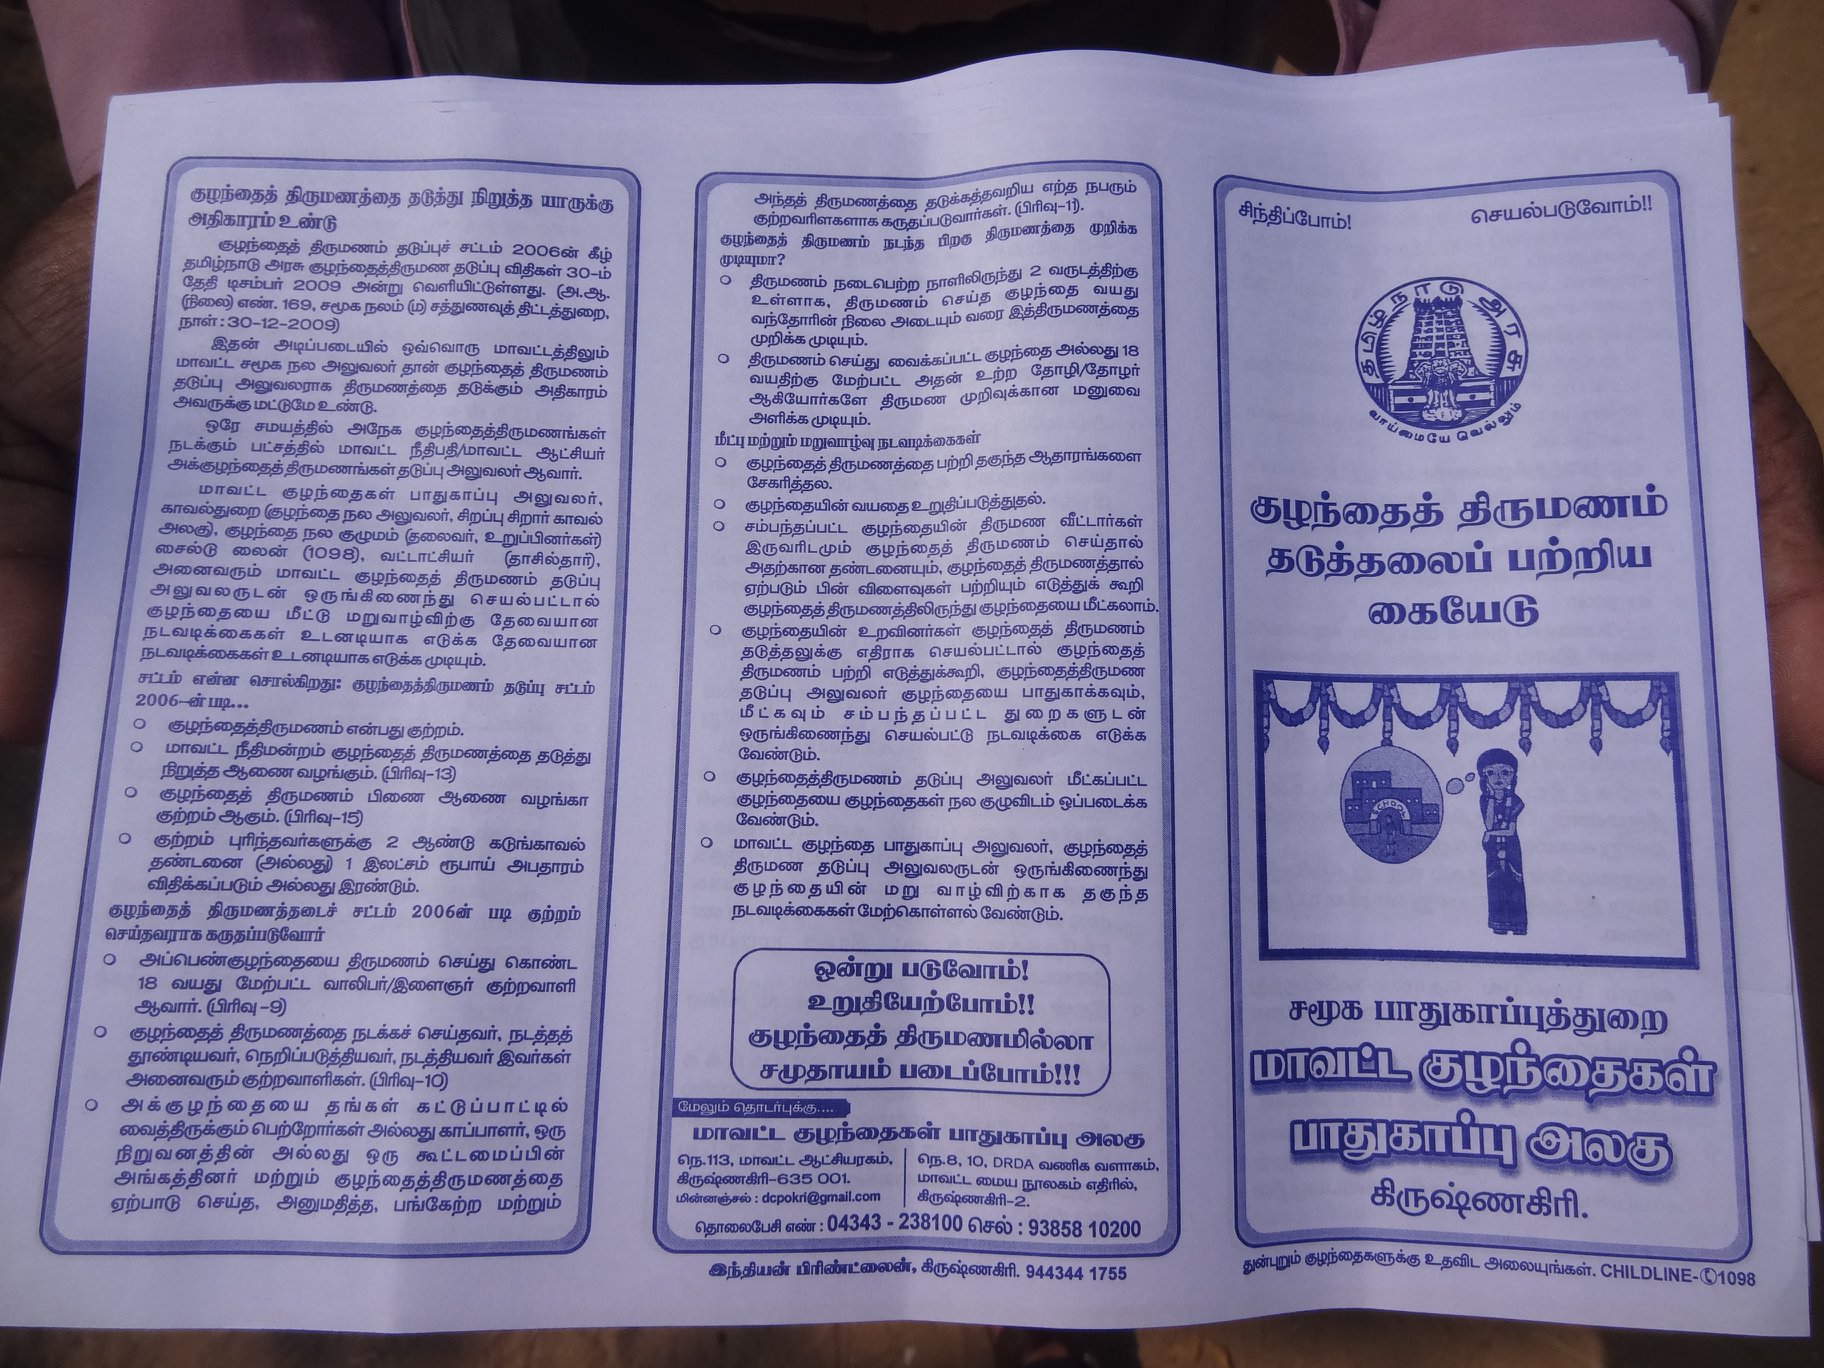 குழந்தைத் திருமணத்தை தடுத்து நிறுத்த யாருக்கு
அதிகாரம் உண்டு
குழந்தைத் திருமணம் தடுப்புச் சட்டம் 2006ன் கீழ்
தமிழ்நாடு அரசு குழந்தைத்திருமண தடுப்பு விதிகள் 30-ம்
தேதி டிசம்பர் 2009 அன்று வெளியிட்டுள்ளது. (அ.ஆ.
(நிலை) எண். 169, சமூக நலம் (ம) சத்துணவுத் திட்டத்துறை,
நாள் : 30-12-2009)
இதன் அடிப்படையில் ஒவ்வொரு மாவட்டத்திலும்
மாவட்ட சமூக நல அலுவலர் தான் குழந்தைத் திருமணம்
தடுப்பு அலுவலராக திருமணத்தை தடுக்கும் அதிகாரம்
அவருக்கு மட்டுமே உண்டு.
ஒரே சமயத்தில் அநேக குழந்தைத்திருமணங்கள்
நடக்கும் பட்சத்தில் மாவட்ட நீதிபதி/மாவட்ட ஆட்சியர்
அக்குழந்தைத் திருமணங்கள் தடுப்பு அலுவலர் ஆவார்.
மாவட்ட குழந்தைகள் பாதுகாப்பு அலுவலர்,
காவல்துறை (குழந்தை நல அலுவலர், சிறப்பு சிறார் காவல்
அலகு), குழந்தை நல குழுமம் (தலைவர், உறுப்பினர்கள்)
சைல்டு லைன் (1098), வட்டாட்சியர் (தாசில்தார்),
அனைவரும் மாவட்ட குழந்தைத் திருமணம் தடுப்பு
அலுவலருடன் ஒருங்கிணைந்து செயல்பட்டால்
குழந்தையை மீட்டு மறுவாழ்விற்கு தேவையான
நடவடிக்கைகள் உடனடியாக எடுக்க தேவையான
நடவடிக்கைகள் உடனடியாக எடுக்க முடியும்.
சட்டம் என்ன சொல்கிறது: குழந்தைத்திருமணம் தடுப்பு சட்டம்
2006-ன் படி...
குழந்தைத்திருமணம் என்பது குற்றம்.
மாவட்ட நீதிமன்றம் குழந்தைத் திருமணத்தை தடுத்து
நிறுத்த ஆணை வழங்கும். (பிரிவு-13)
குழந்தைத் திருமணம் பிணை ஆணை வழங்கா
குற்றம் ஆகும். (பிரிவு-15)
குற்றம் புரிந்தவர்களுக்கு 2 ஆண்டு கடுங்காவல்
தண்டனை (அல்லது) 1 இலட்சம் ரூபாய் அபதாரம்
விதிக்கப்படும் அல்லது இரண்டும்.
குழந்தைத் திருமணத்தடைச் சட்டம் 2006ன் படி குற்றம்
செய்தவராக கருதப்படுவோர்
அப்பெண்குழந்தையை திருமணம் செய்து கொண்ட
18 வயது மேற்பட்ட வாலிபர்/இளைஞர் குற்றவாளி
ஆவார். (பிரிவு -9)
குழந்தைத் திருமணத்தை நடக்கச் செய்தவர், நடத்தத்
தூண்டியவர், நெறிப்படுத்தியவர், நடத்தியவர் இவர்கள்
அனைவரும் குற்றவாளிகள். (பிரிவு-10)
அக்குழந்தையை தங்கள் கட்டுப்பாட்டில்
வைத்திருக்கும் பெற்றோர்கள் அல்லது காப்பாளர், ஒரு
நிறுவனத்தின் அல்லது ஒரு கூட்டமைப்பின்
அங்கத்தினர் மற்றும் குழந்தைத்திருமணத்தை
ஏற்பாடு செய்த, அனுமதித்த, பங்கேற்ற மற்றும்
அந்தத் திருமணத்தை தடுக்கத்தவறிய எந்த நபரும்
குற்றவாளிகளாக கருதப்படுவார்கள். (பிரிவு-11).
குழந்தைத் திருமணம் நடந்த பிறகு திருமணத்தை முறிக்க
முடியுமா?
திருமணம் நடைபெற்ற நாளிலிருந்து 2 வருடத்திற்கு
உள்ளாக, திருமணம் செய்த குழந்தை வயது
வந்தோரின் நிலை அடையும் வரை இத்திருமணத்தை
முறிக்க முடியும்.
திருமணம் செய்து வைக்கப்பட்ட குழந்தை அல்லது 18
வயதிற்கு மேற்பட்ட அதன் உற்ற தோழி/தோழர்
ஆகியோர்களே திருமண முறிவுக்கான மனுவை
அளிக்க முடியும்.
மீட்பு மற்றும் மறுவாழ்வு நடவடிக்கைகள்
குழந்தைத் திருமணத்தை பற்றி தகுந்த ஆதாரங்களை
சேகரித்தல.
குழந்தையின் வயதை உறுதிப்படுத்துதல்.
சம்பந்தப்பட்ட குழந்தையின் திருமண வீட்டார்கள்
இருவரிடமும் குழந்தைத் திருமணம் செய்தால்
அதற்கான தண்டனையும், குழந்தைத் திருமணத்தால்
ஏற்படும் பின் விளைவுகள் பற்றியும் எடுத்துக் கூறி
குழந்தைத் திருமணத்திலிருந்து குழந்தையை மீட்கலாம்.
குழந்தையின் உறவினர்கள் குழந்தைத் திருமணம்
தடுத்தலுக்கு எதிராக செயல்பட்டால் குழந்தைத்
திருமணம் பற்றி எடுத்துக்கூறி, குழந்தைத்திருமண
தடுப்பு அலுவலர் குழந்தையை பாதுகாக்கவும்,
மீட்கவும் சம்பந்தப்பட்ட துறைகளுடன்
ஒருங்கிணைந்து செயல்பட்டு நடவடிக்கை எடுக்க
வேண்டும்.
குழந்தைத்திருமணம் தடுப்பு அலுவலர் மீட்கப்பட்ட
குழந்தையை குழந்தைகள் நல குழுவிடம் ஒப்படைக்க
வேண்டும்.
மாவட்ட குழந்தை பாதுகாப்பு அலுவலர், குழந்தைத்
திருமண தடுப்பு அலுவலருடன் ஒருங்கிணைந்து
குழந்தையின் மறு வாழ்விற்காக தகுந்த
நடவடிக்கைகள் மேற்கொள்ளல் வேண்டும்.
ஒன்று படுவோம்!
உறுதியேற்போம்!!
குழந்தைத் திருமணமில்லா
சமுதாயம் படைப்போம்!!!
மேலும் தொடர்புக்கு....
மாவட்ட குழந்தைகள் பாதுகாப்பு அலகு
நெ.113, மாவட்ட ஆட்சியரகம்,
கிருஷ்ணகிரி-635 001.
மின்னஞ்சல் : dcpokri@gmail.com
நெ.8, 10, DRDA வணிக வளாகம்,
மாவட்ட மைய நூலகம் எதிரில்,
கிருஷ்ணகிரி-2.
தொலைபேசி எண் : 04343 - 238100 செல் : 93858 10200
இந்தியன் பிரிண்ட்லைன், கிருஷ்ணகிரி. 944344 1755
சிந்திப்போம்! செயல்படுவோம்!!
தமிழ்நாடு அரசு
வாய்மையே வெல்லும்
குழந்தைத் திருமணம்
தடுத்தலைப் பற்றிய
கையேடு
SCHOOL
சமூக பாதுகாப்புத்துறை
மாவட்ட குழந்தைகள்
பாதுகாப்பு அலகு
கிருஷ்ணகிரி.
துன்புறும் குழந்தைகளுக்கு உதவிட அலையுங்கள். CHILDLINE-✆1098